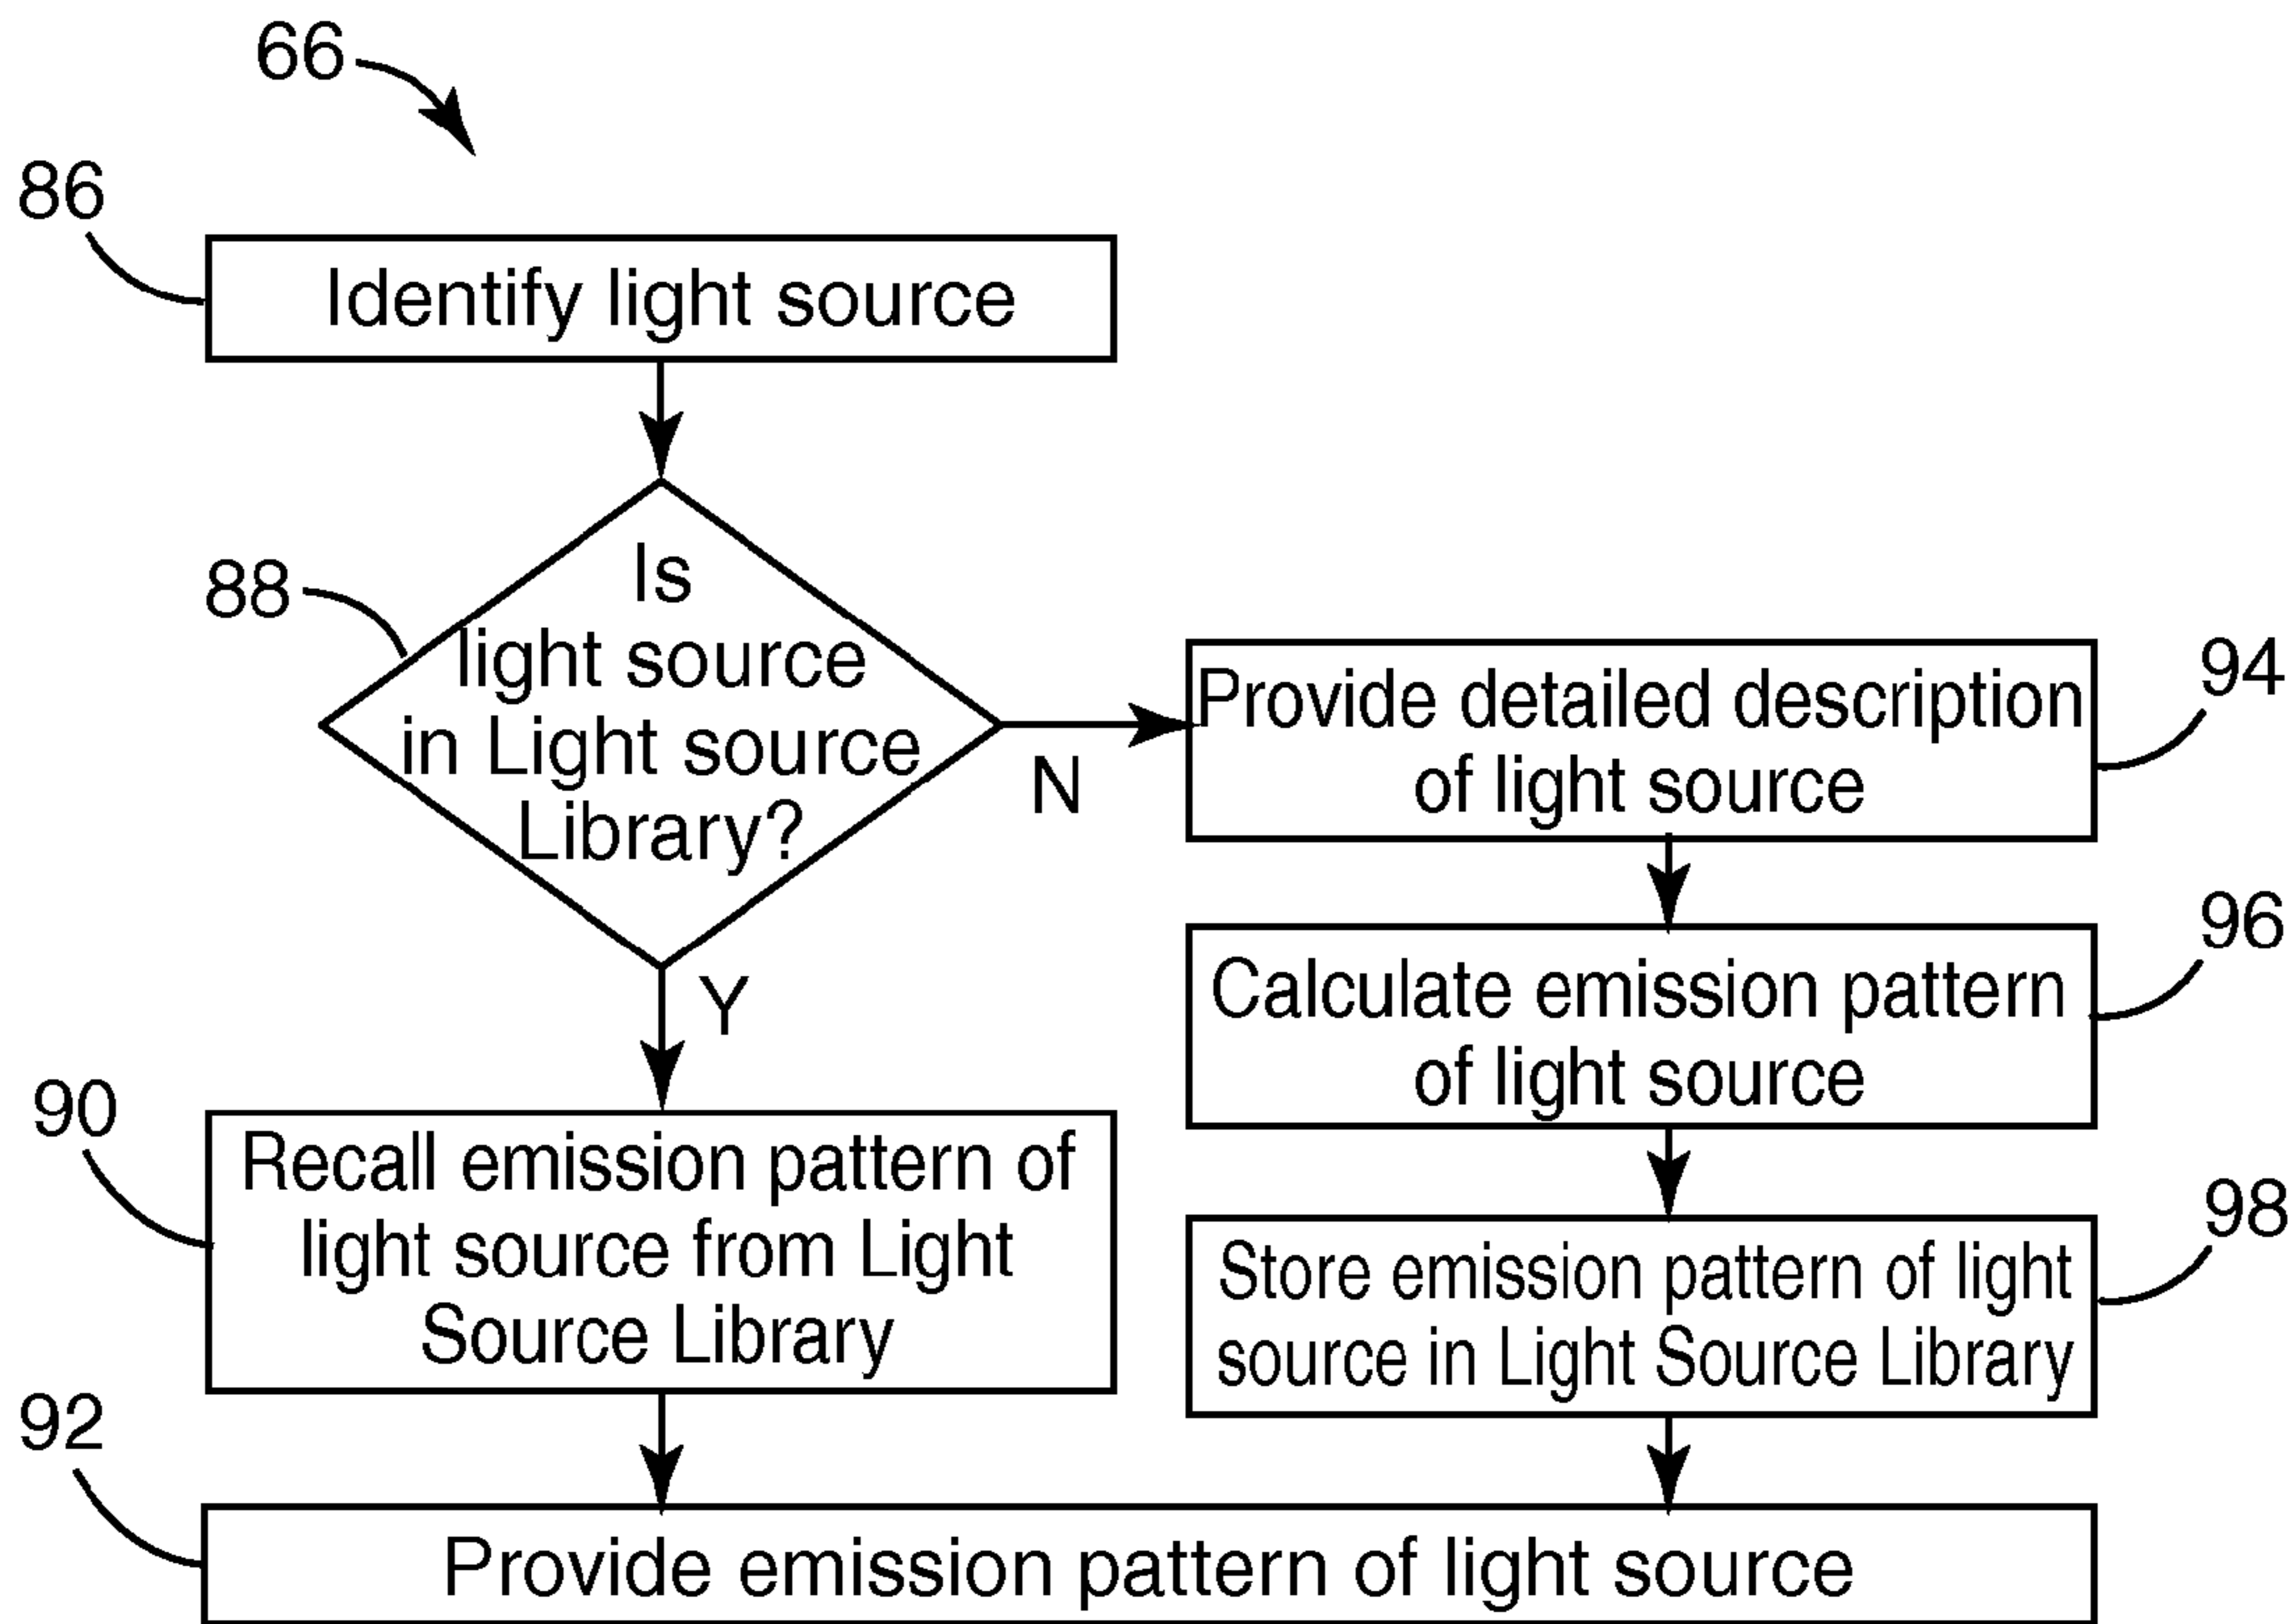 66
86
Identify light source
88
Is
light source
in Light source
Library?
N
Y
94
Provide detailed description
of light source
96
Calculate emission pattern
of light source
90
Recall emission pattern of
light source from Light
Source Library
98
Store emission pattern of light
source in Light Source Library
92
Provide emission pattern of light source